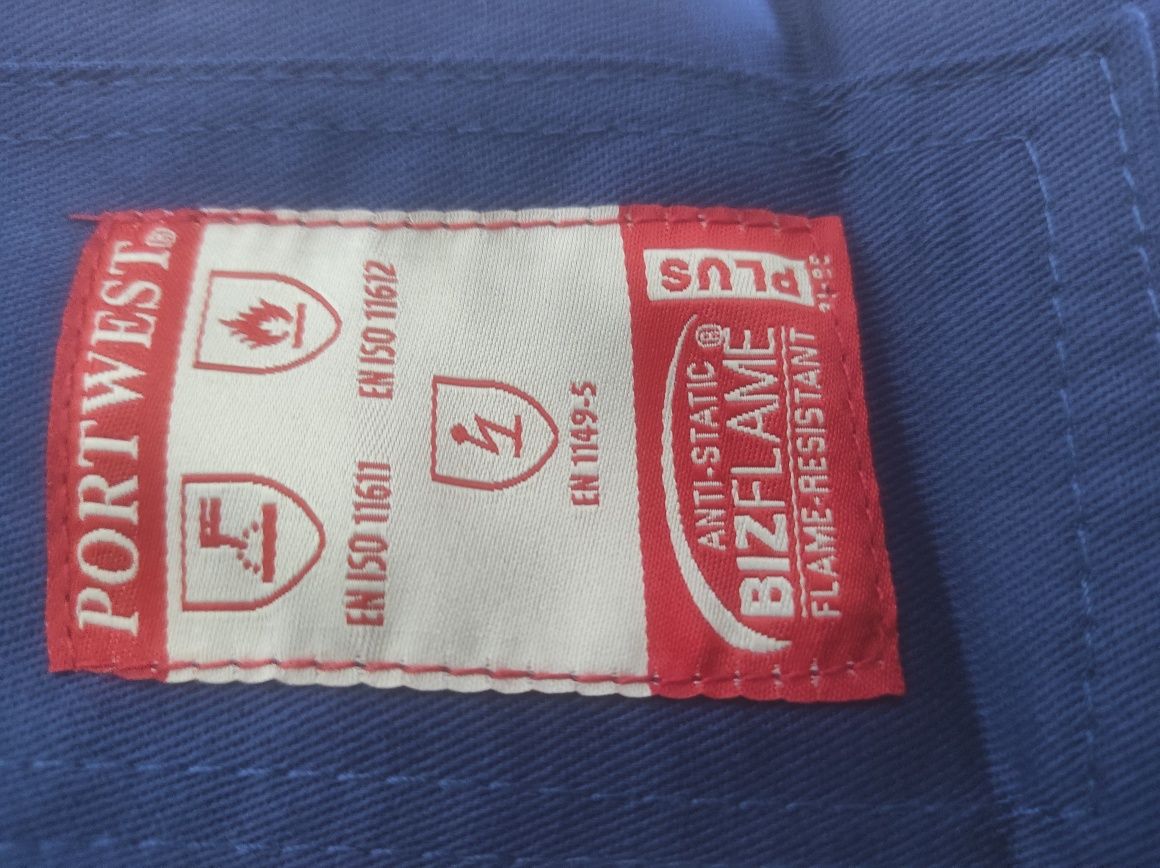 PORTWEST®
EN ISO 11611
EN ISO 11612
EN 1149-5
ANTI-STATIC
BIZFLAME®
PLUS
FLAME-RESISTANT